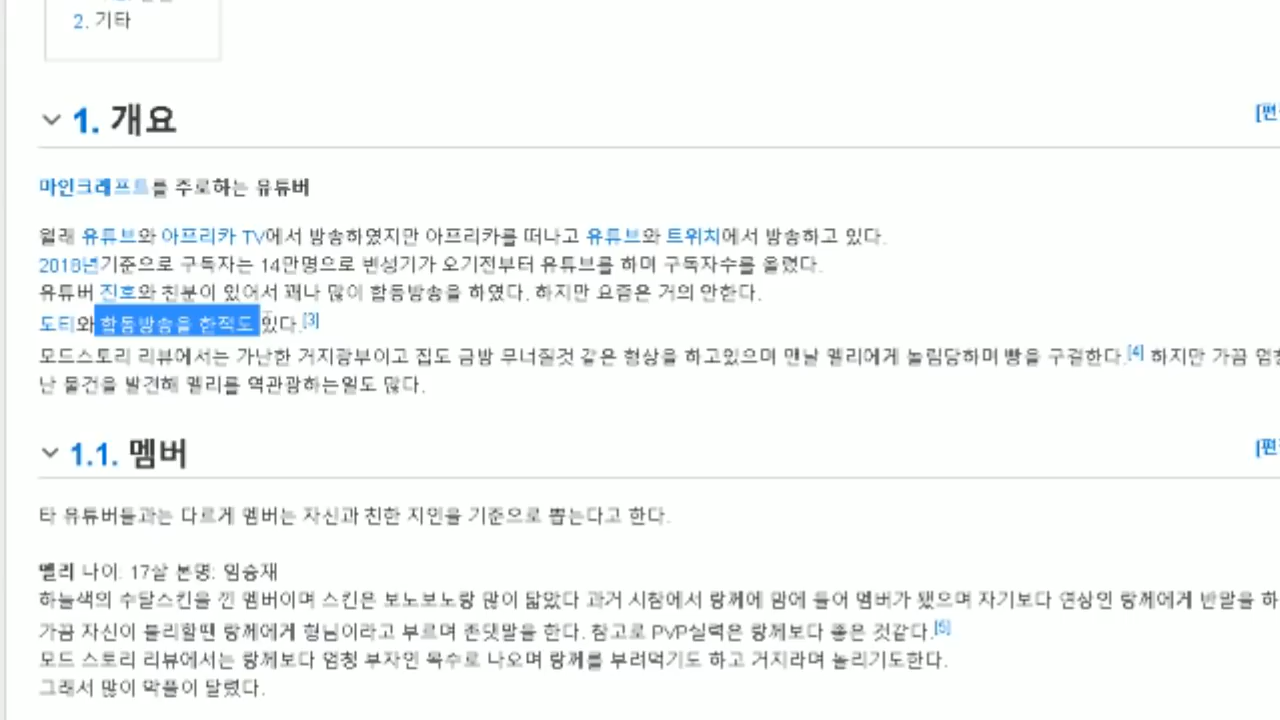 2. 기타
1. 개요
[편
마인크래프트를 주로하는 유튜버
원래 유튜브와 아프리카 TV에서 방송하였지만 아프리카를 떠나고 유튜브와 트위치에서 방송하고 있다.
2018년기준으로 구독자는 14만명으로 변성기가 오기전부터 유튜브를 하며 구독자수를 올렸다.
유튜버 진호와 친분이 있어서 꽤나 많이 합동방송을 하였다. 하지만 요즘은 거의 안한다.
도티와 합동방송을 한적도 있다.[3]
모드스토리 리뷰에서는 가난한 거지광부이고 집도 금방 무너질것 같은 형상을 하고있으며 맨날 멜리에게 놀림당하며 빵을 구걸한다.[4] 하지만 가끔
난 물건을 발견해 멜리를 역관광하는일도 많다.
1.1. 멤버
[편
타 유튜버들과는 다르게 멤버는 자신과 친한 지인을 기준으로 뽑는다고 한다.
멜리 나이: 17살 본명: 임승재
하늘색의 수달스킨을 낀 멤버이며 스킨은 보노보노랑 많이 닮았다 과거 시참에서 랑께에 맘에 들어 멤버가 됐으며 자기보다 연상인 랑께에게 반말을 하
가끔 자신이 불리할땐 랑께에게 형님이라고 부르며 존댓말을 한다. 참고로 PVP실력은 랑께보다 좋은 것같다.[5]
모드 스토리 리뷰에서는 랑께보다 엄청 부자인 목수로 나오며 랑께를 부려먹기도 하고 거지라며 놀리기도한다.
그래서 많이 악플이 달렸다.